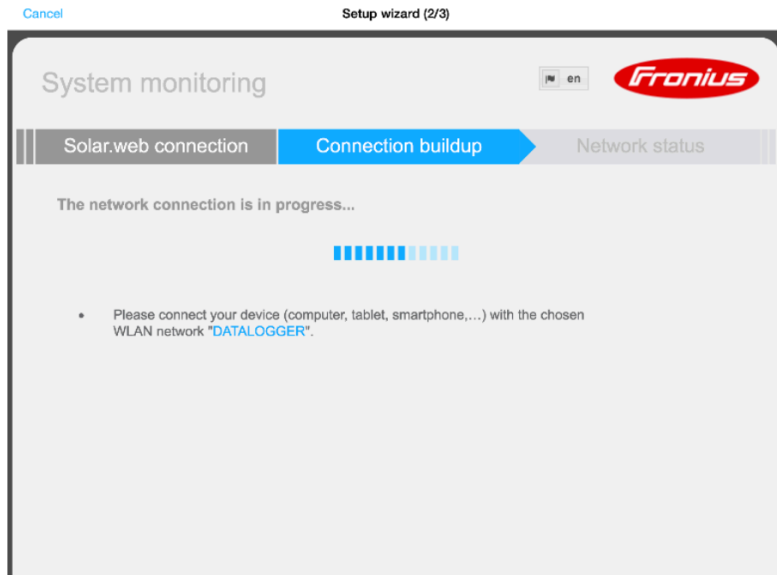 Cancel
Setup wizard (2/3)
System monitoring
en
Fronius
Solar.web connection
Connection buildup
Network status
The network connection is in progress...
• Please connect your device (computer, tablet, smartphone,...) with the chosen
WLAN network "DATALOGGER".